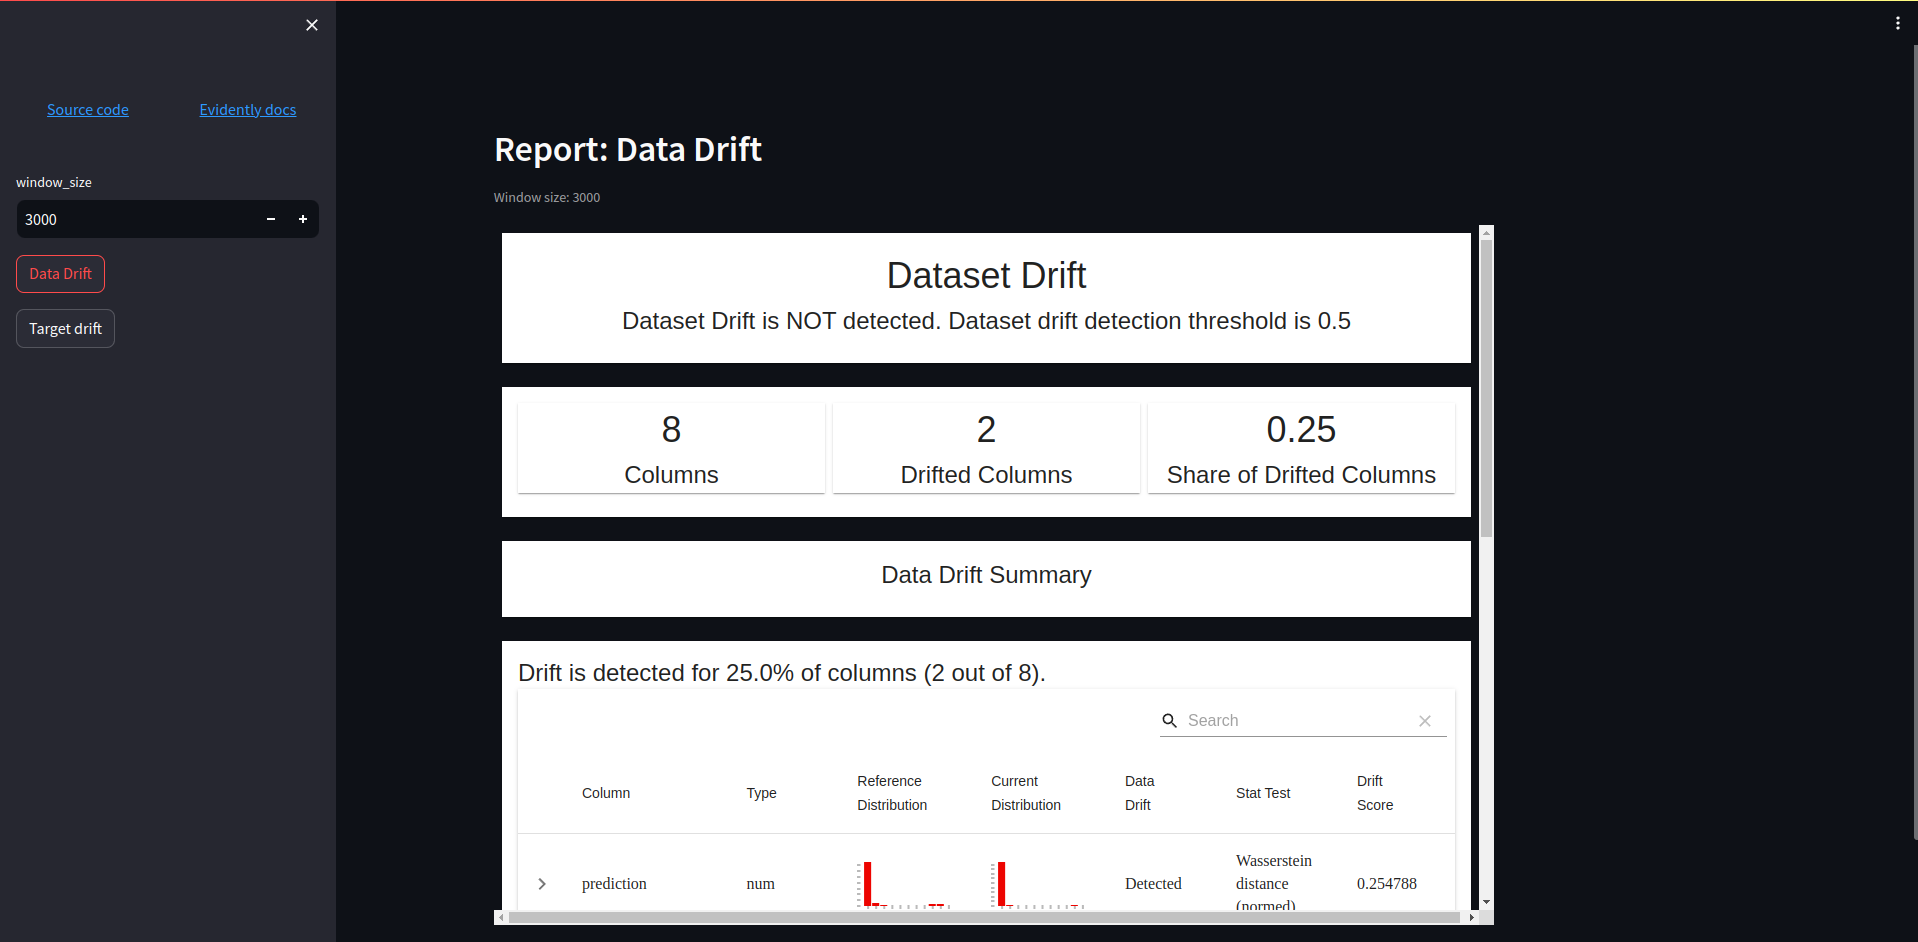 Source code
Evidently docs
window_size
3000
Data Drift
Target drift
Report: Data Drift
Window size: 3000
Dataset Drift
Dataset Drift is NOT detected. Dataset drift detection threshold is 0.5
8
Columns
2
Drifted Columns
0.25
Share of Drifted Columns
Data Drift Summary
Drift is detected for 25.0% of columns (2 out of 8).
Search
Column
Type
Reference
Distribution
Current
Distribution
Data
Drift
Stat Test
Drift
Score
prediction
num
Detected
Wasserstein
distance
(normed)
0.254788